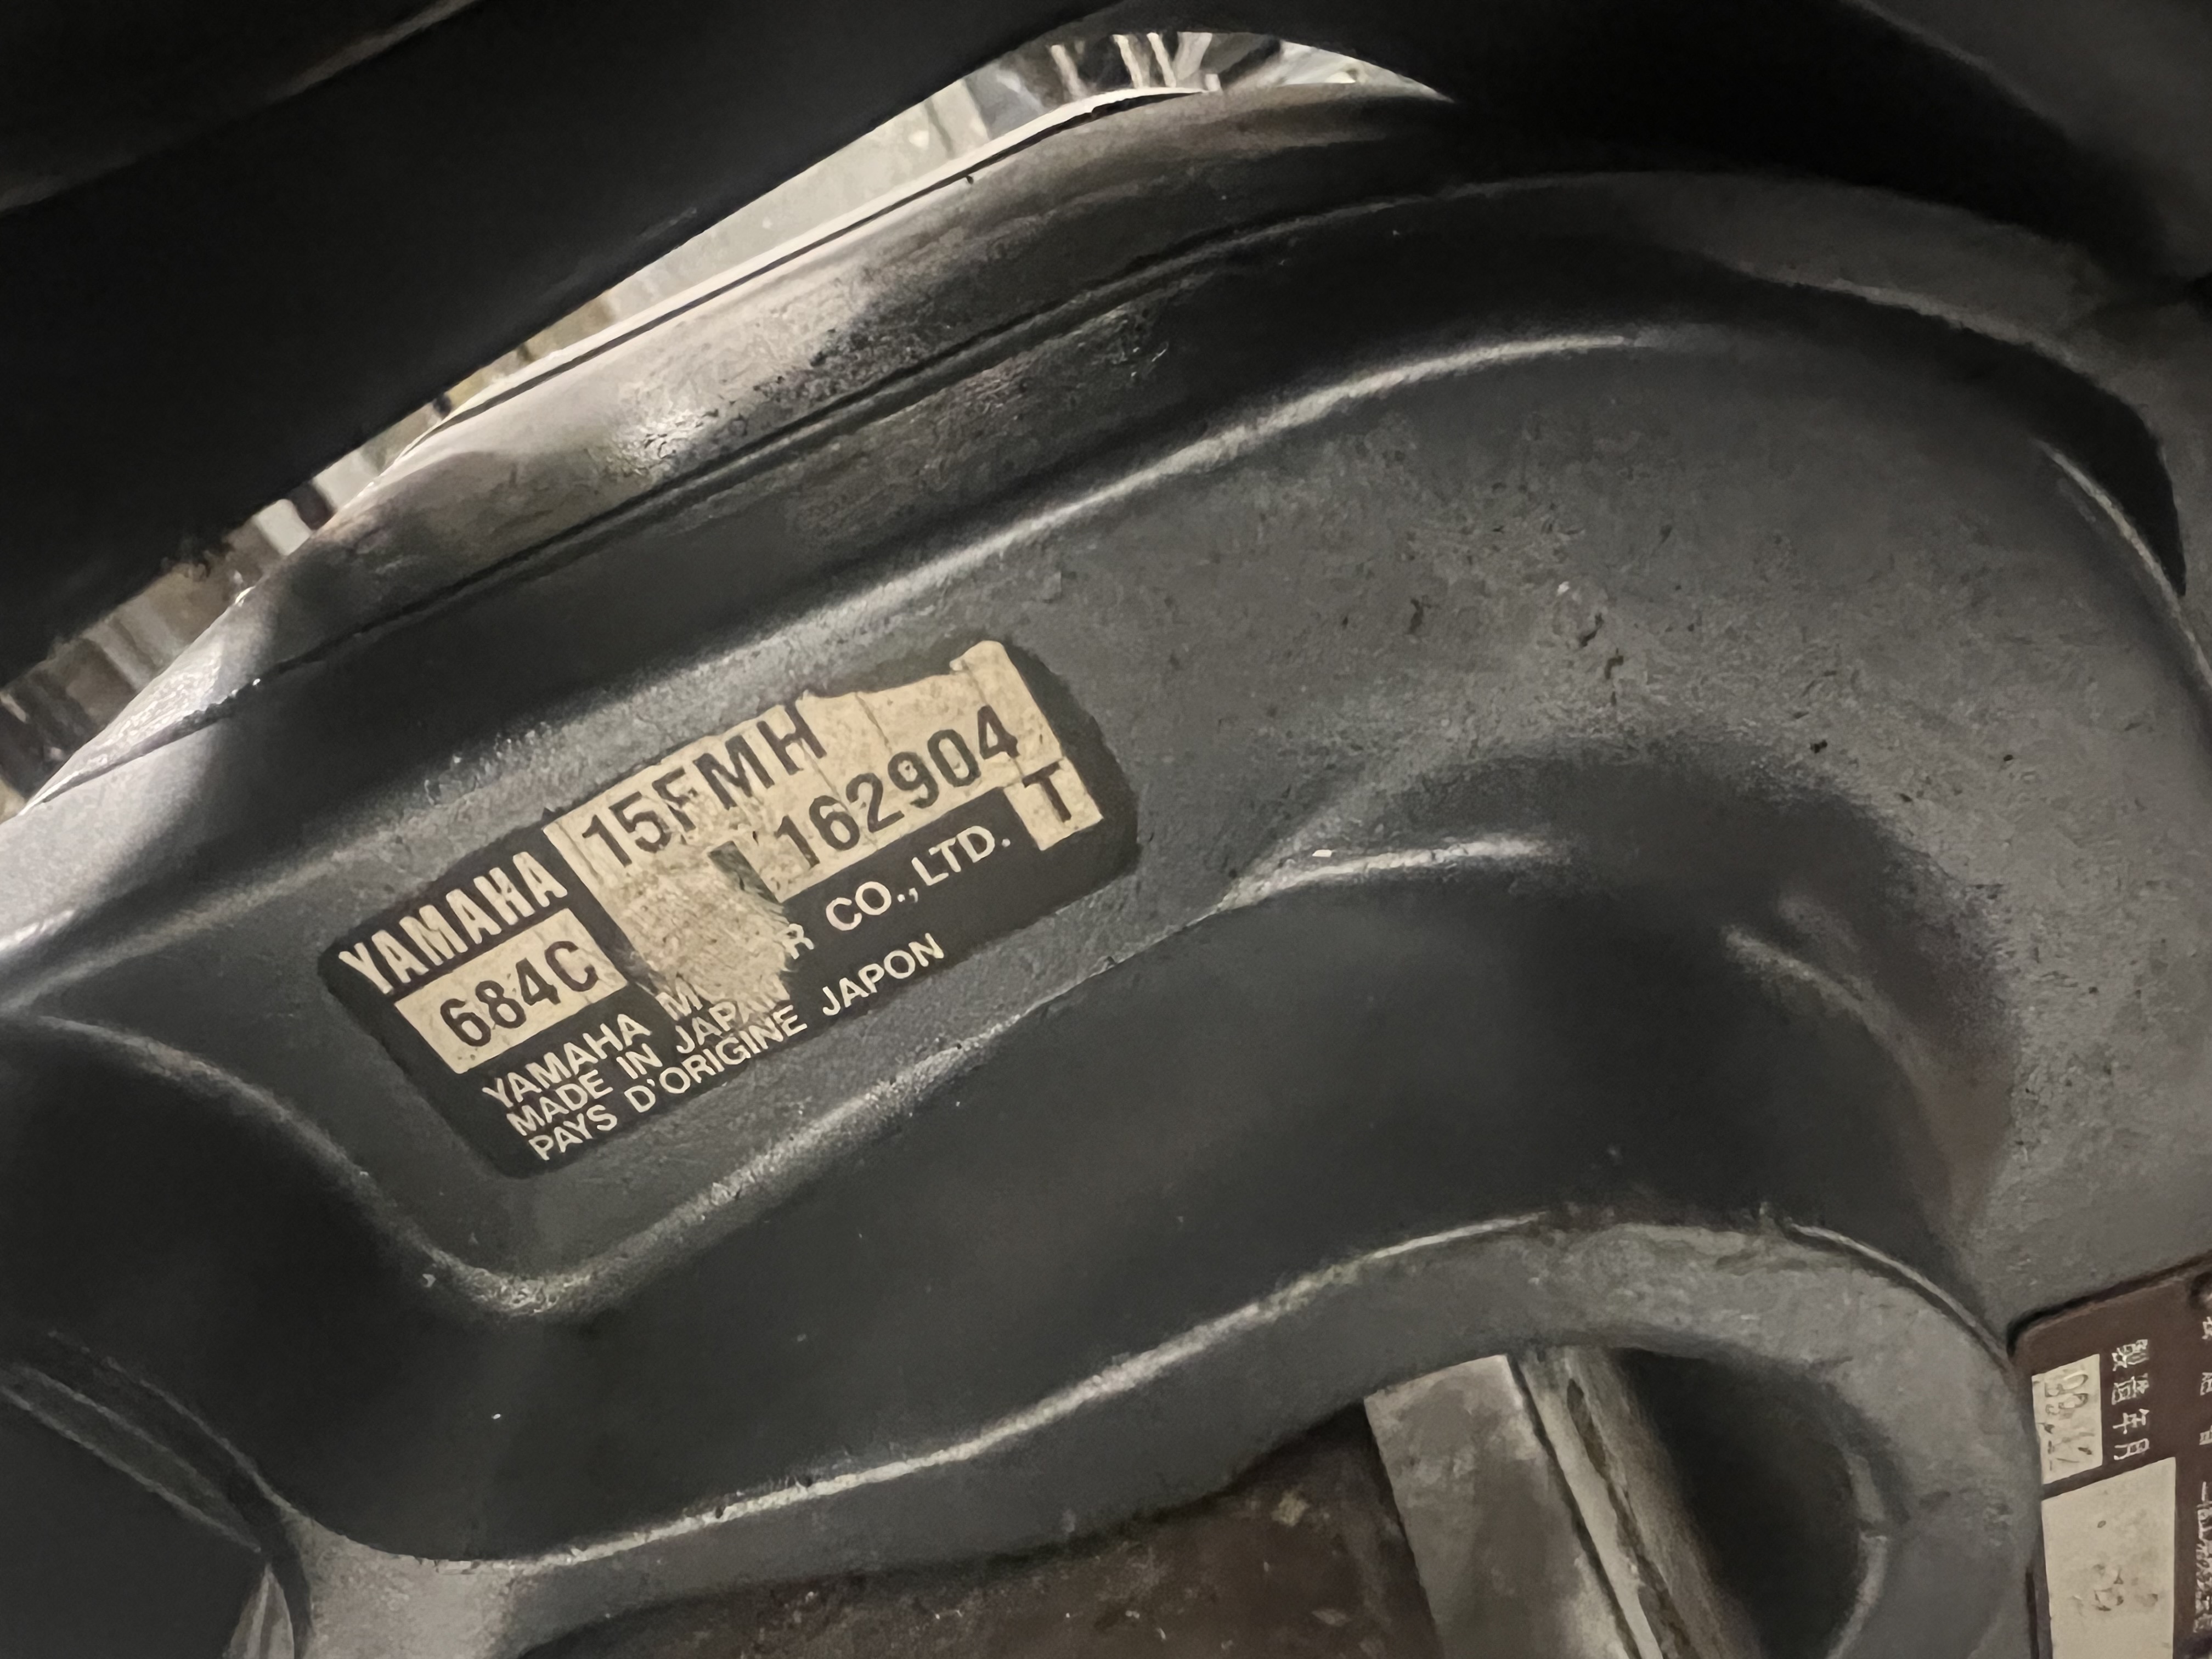 YAMAHA 15FMH
684C 162904
YAMAHA CO.,LTD. T
MADE IN JAPAN
PAYS D'ORIGINE JAPON
製造年月